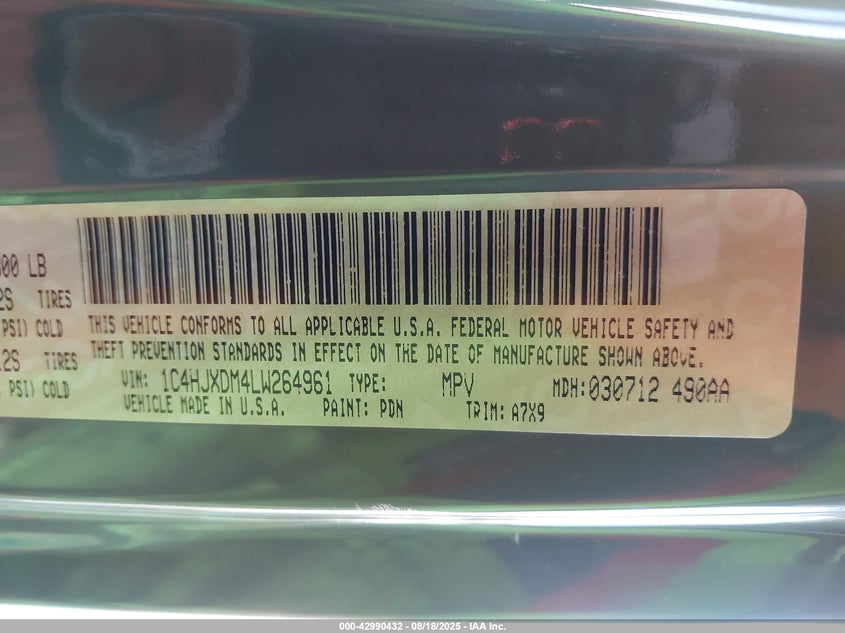 00 LB
2S TIRES
PSI) COLD
12S TIRES
PSI) COLD
THIS VEHICLE CONFORMS TO ALL APPLICABLE U.S.A. FEDERAL MOTOR VEHICLE SAFETY AND
THEFT PREVENTION STANDARDS IN EFFECT ON THE DATE OF MANUFACTURE SHOWN ABOVE.
VIN: 1C4HJXDM4LW264961 TYPE: MPV MDH:030712 490AA
VEHICLE MADE IN U.S.A. PAINT: PDN TRIM: A7X9
000-42990432 - 08/18/2025 - IAA Inc.